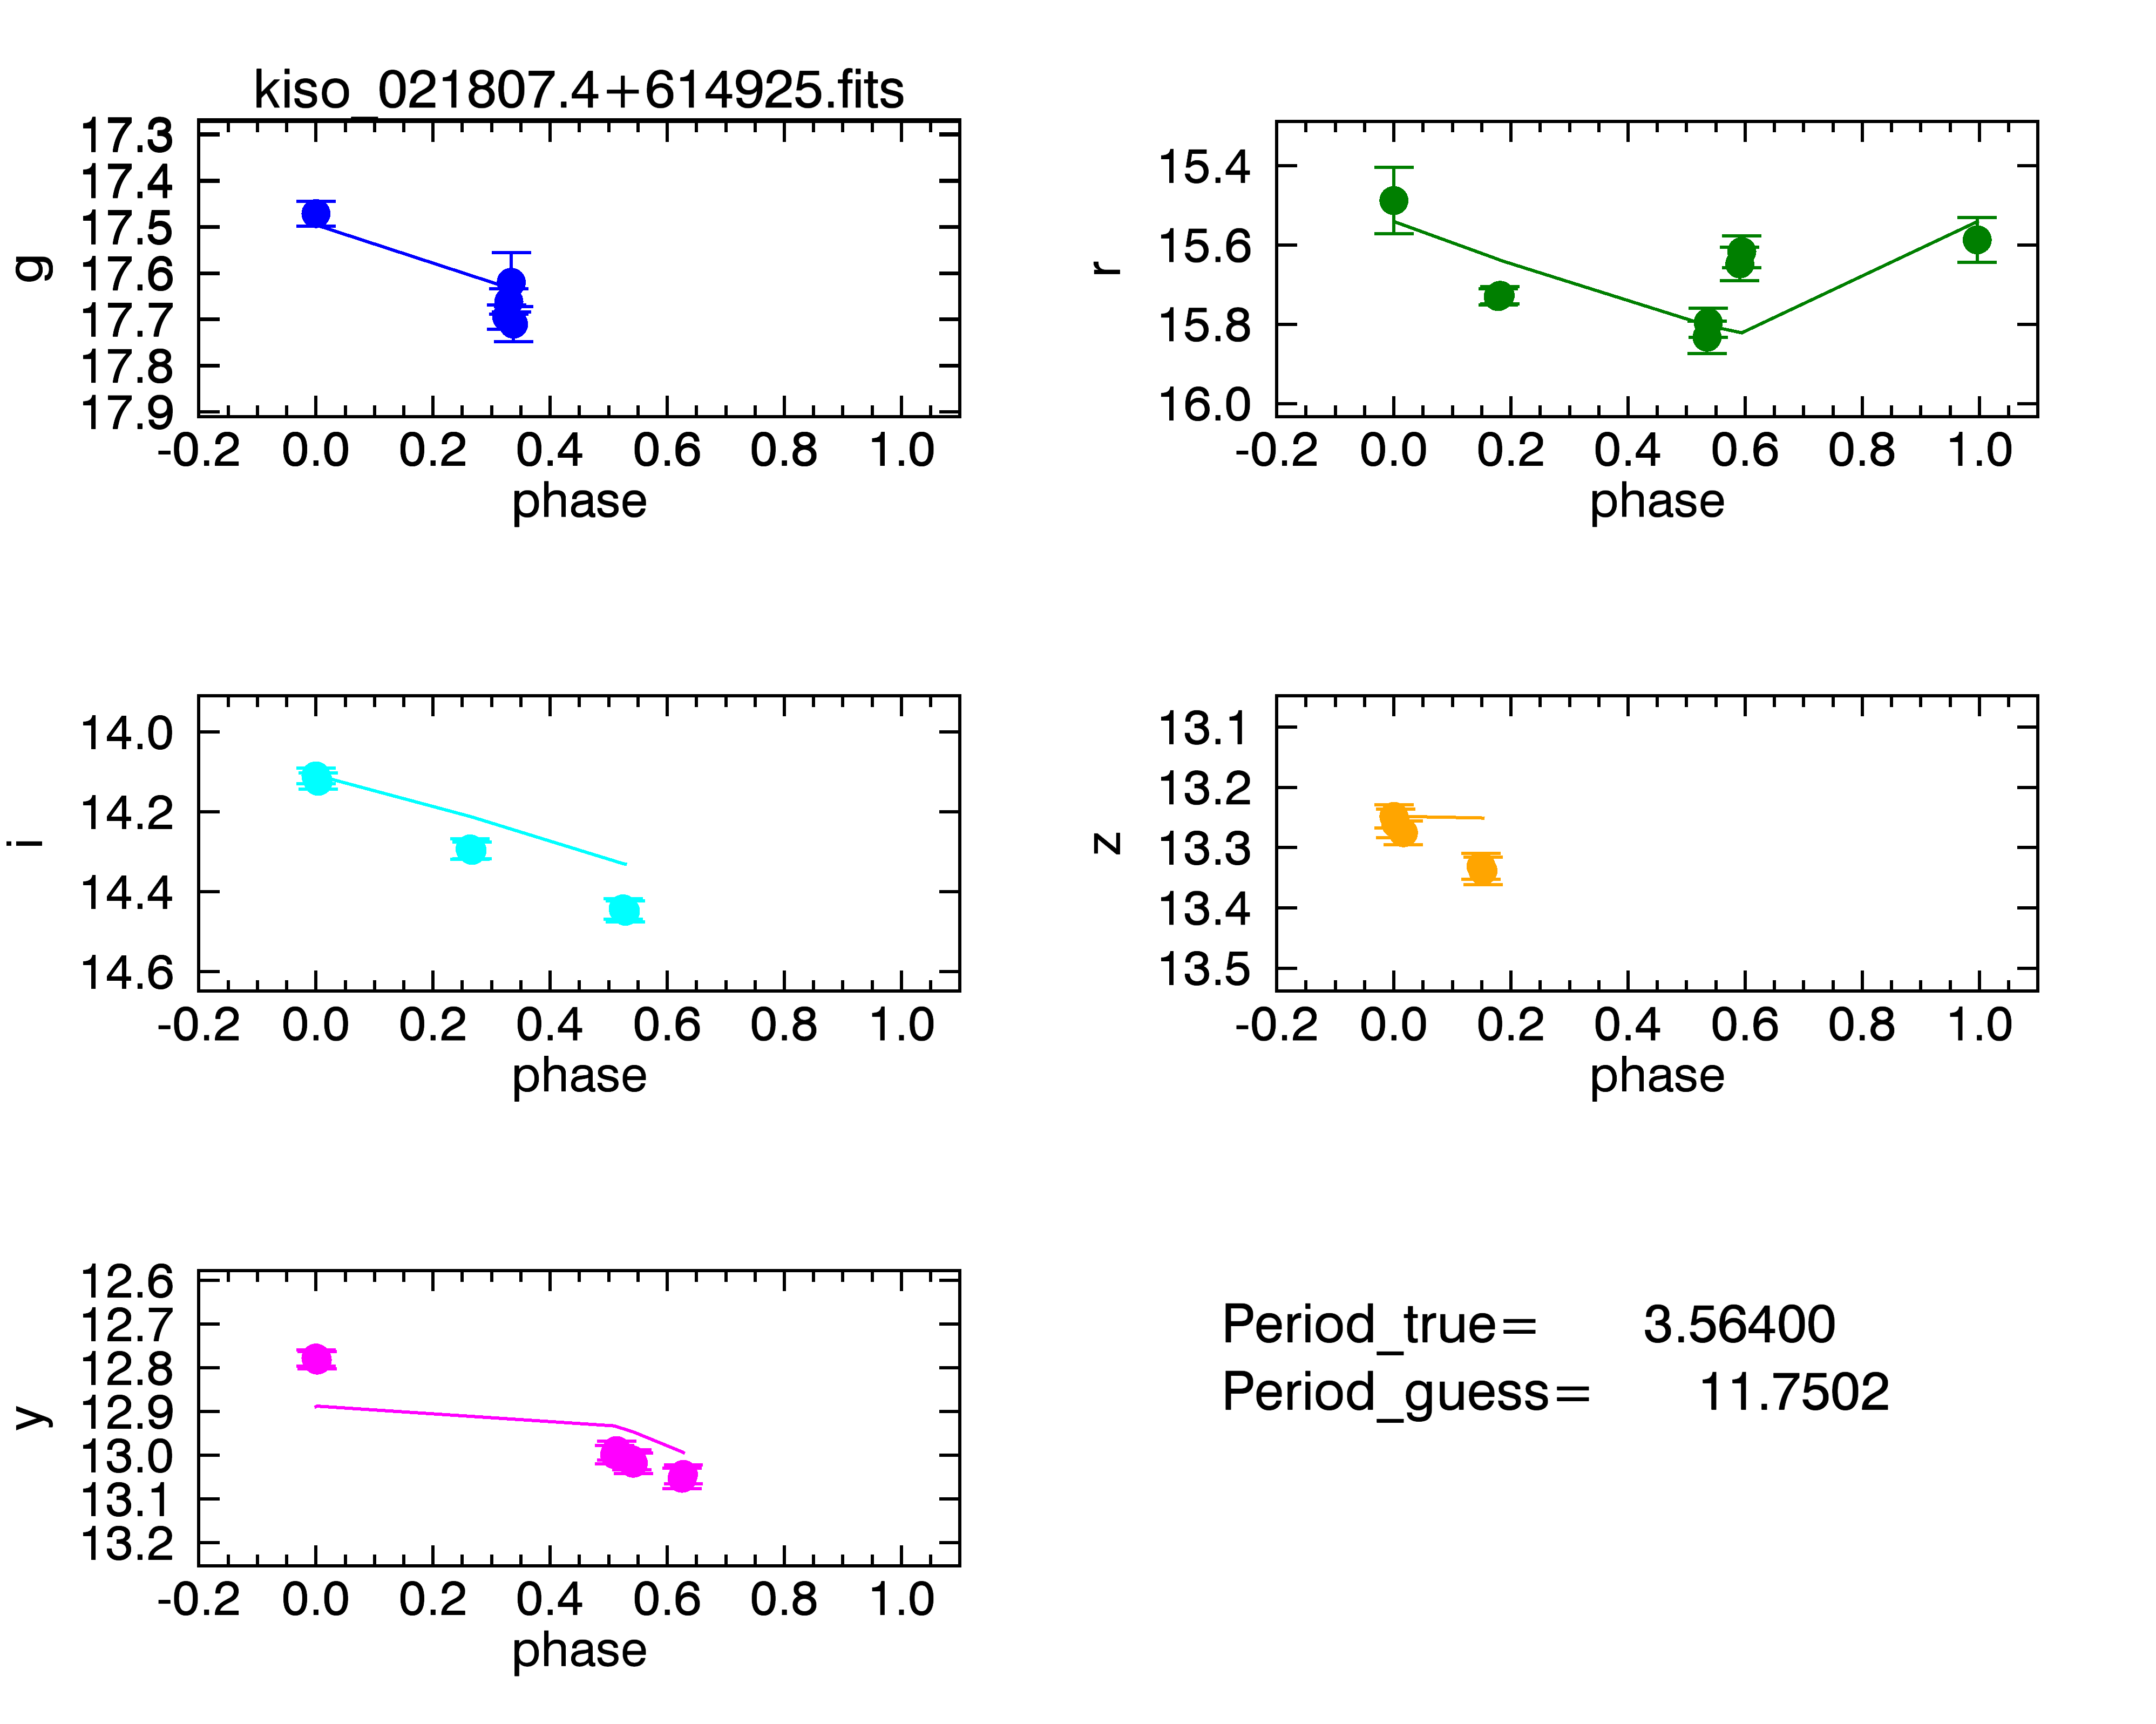 kiso_021807.4+614925.fits
17.3
17.4
17.5
17.6
17.7
17.8
17.9
g
-0.2 0.0 0.2 0.4 0.6 0.8 1.0
phase
15.4
15.6
15.8
16.0
r
-0.2 0.0 0.2 0.4 0.6 0.8 1.0
phase
14.0
14.2
14.4
14.6
i
-0.2 0.0 0.2 0.4 0.6 0.8 1.0
phase
13.1
13.2
13.3
13.4
13.5
z
-0.2 0.0 0.2 0.4 0.6 0.8 1.0
phase
12.6
12.7
12.8
12.9
13.0
13.1
13.2
y
-0.2 0.0 0.2 0.4 0.6 0.8 1.0
phase
Period_true= 3.56400
Period_guess= 11.7502